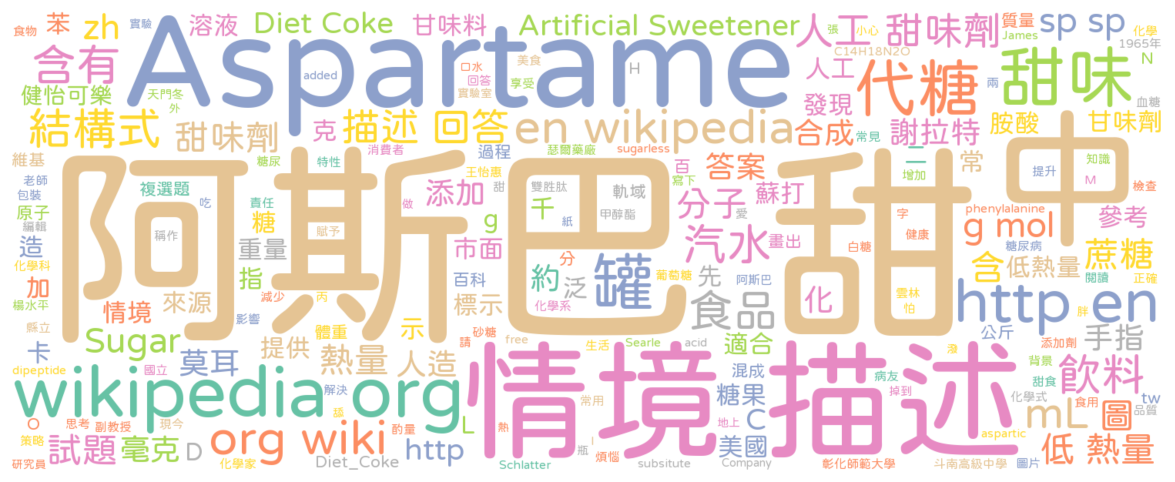 食物 苯 zh 實驗 溶液 Diet Coke 甘味料 Artificial Sweetener 人工 甜味劑 質量 James sp sp 化學 1965年
含有 Aspartame 張 小心 C14H18N2O N
added 口水 美食 回答 享受 H 人工 代糖 甜味 兩
健怡可樂 天門冬 外 實驗室 發現 血糖
結構式 甜味劑 克 描述 回答 en wikipedia 合成 常見 謝拉特 胺酸 甘味劑
維基 糖尿 特性 消費者 過程 瑟爾藥廠 sugarless 百 答案 二 增加 常 中 提升 知識
老師 包裝 複選題 王怡惠 甜 雙胜肽 寫下 軌域 M 檢查
原子 編輯 吃 責任 做 添加 千 紙 甲醇酯 愛 分子 蘇打 字 phenylalanine
阿斯巴甜
造 稱作 糖 賦予 g 市面 汽水 畫出 白糖 健康 g mol 參考
化學科 重量 分 糖尿病 蔗糖
加 來源 指 百科 約 泛 罐 葡萄糖 先 阿斯巴 化 含 低熱量 閱讀 正確
楊水平 情境 減少 丙 標示 化學系 食品 雲林 怕 http en
縣立 影響 體重 示 砂糖 請 free 適合 胖 公斤 添加劑 手指
卡 Sugar 提供 熱量 人造 生活 Searle acid 潑 背景
dipeptide 國立 莫耳 解決 情境描述 混成 病友 甜食 化學式 飲料
wikipedia org 糖 常用 糖果 掉到 tw
O 思考 副教授 現今 酌量 L 熱 瓶 I 地上 C mL 食用 品質 圖
策略 試題 毫克 D org wiki http 煩惱 美國 aspartic 低 熱量
研究員 化學家 Diet_Coke Schlatter subsitute Company 彰化師範大學 斗南高級中學 圖片